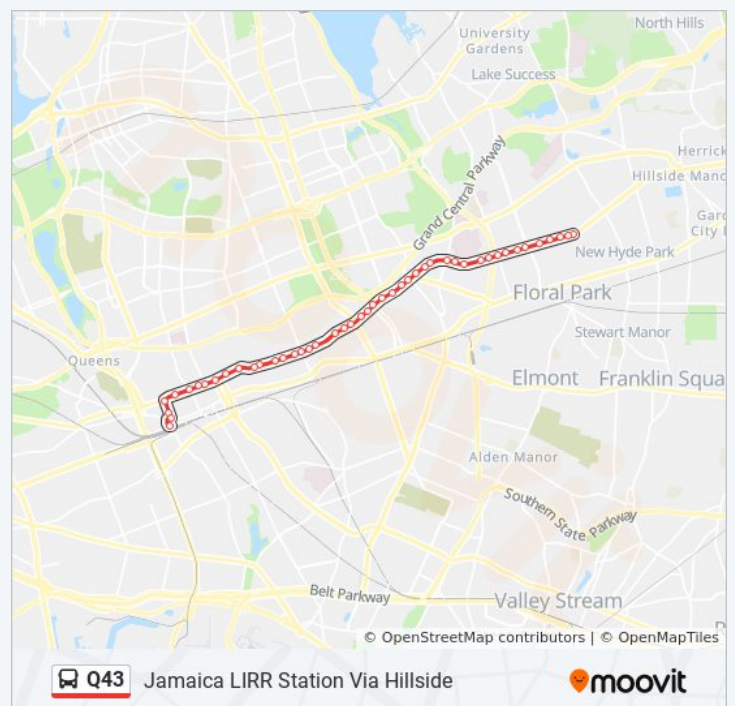 North Hills
University
Gardens
Lake Success
Grand Central Parkway
Herrick
Hillside Mano
Gard
City P
New Hyde Park
Floral Park
Stewart Manor
Queens
Elmont
Franklin Squa
Alden Manor
Southern State Parkway
Belt Parkway
Valley Stream
© OpenStreetMap contributors | © OpenMapTiles
Q43 Jamaica LIRR Station Via Hillside
moovit